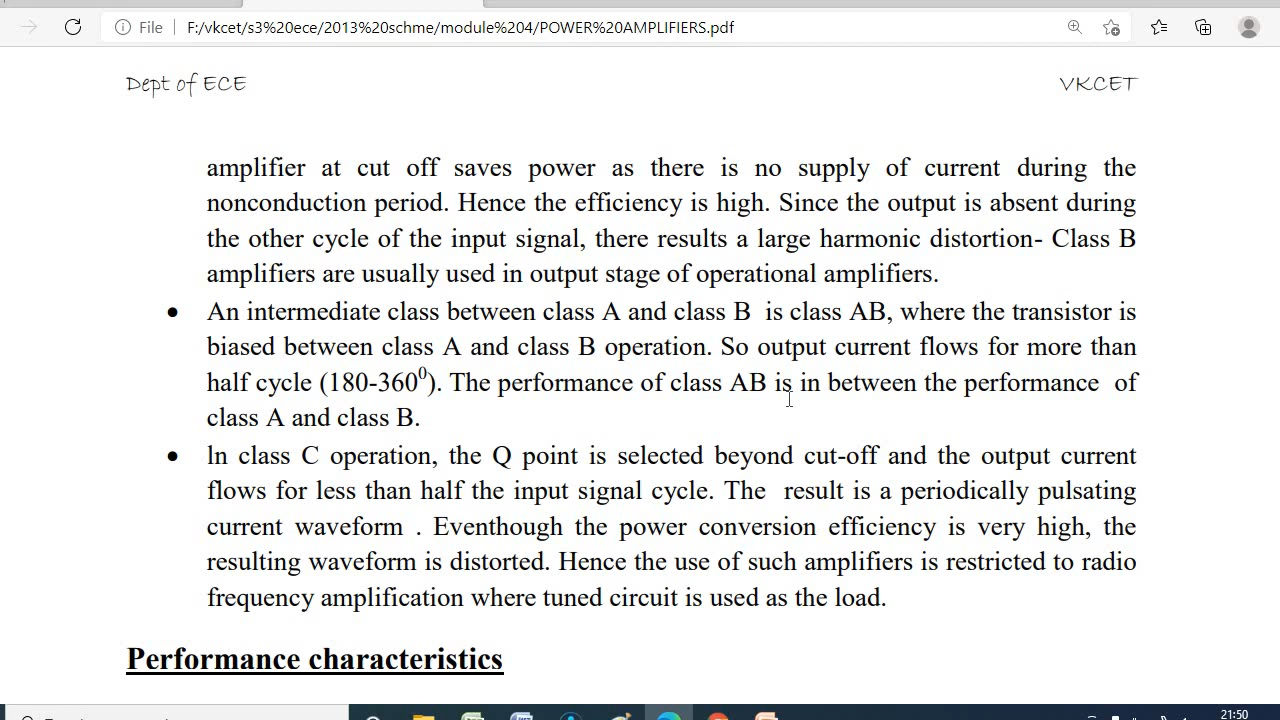 File F:/vkcet/s3%20ece/2013%20schme/module%204/POWER%20AMPLIFIERS.pdf
Dept of ECE VKCET
amplifier at cut off saves power as there is no supply of current during the
nonconduction period. Hence the efficiency is high. Since the output is absent during
the other cycle of the input signal, there results a large harmonic distortion- Class B
amplifiers are usually used in output stage of operational amplifiers.
• An intermediate class between class A and class B is class AB, where the transistor is
biased between class A and class B operation. So output current flows for more than
half cycle (180-360⁰). The performance of class AB is in between the performance of
class A and class B.
• ln class C operation, the Q point is selected beyond cut-off and the output current
flows for less than half the input signal cycle. The result is a periodically pulsating
current waveform . Eventhough the power conversion efficiency is very high, the
resulting waveform is distorted. Hence the use of such amplifiers is restricted to radio
frequency amplification where tuned circuit is used as the load.
Performance characteristics
21:50